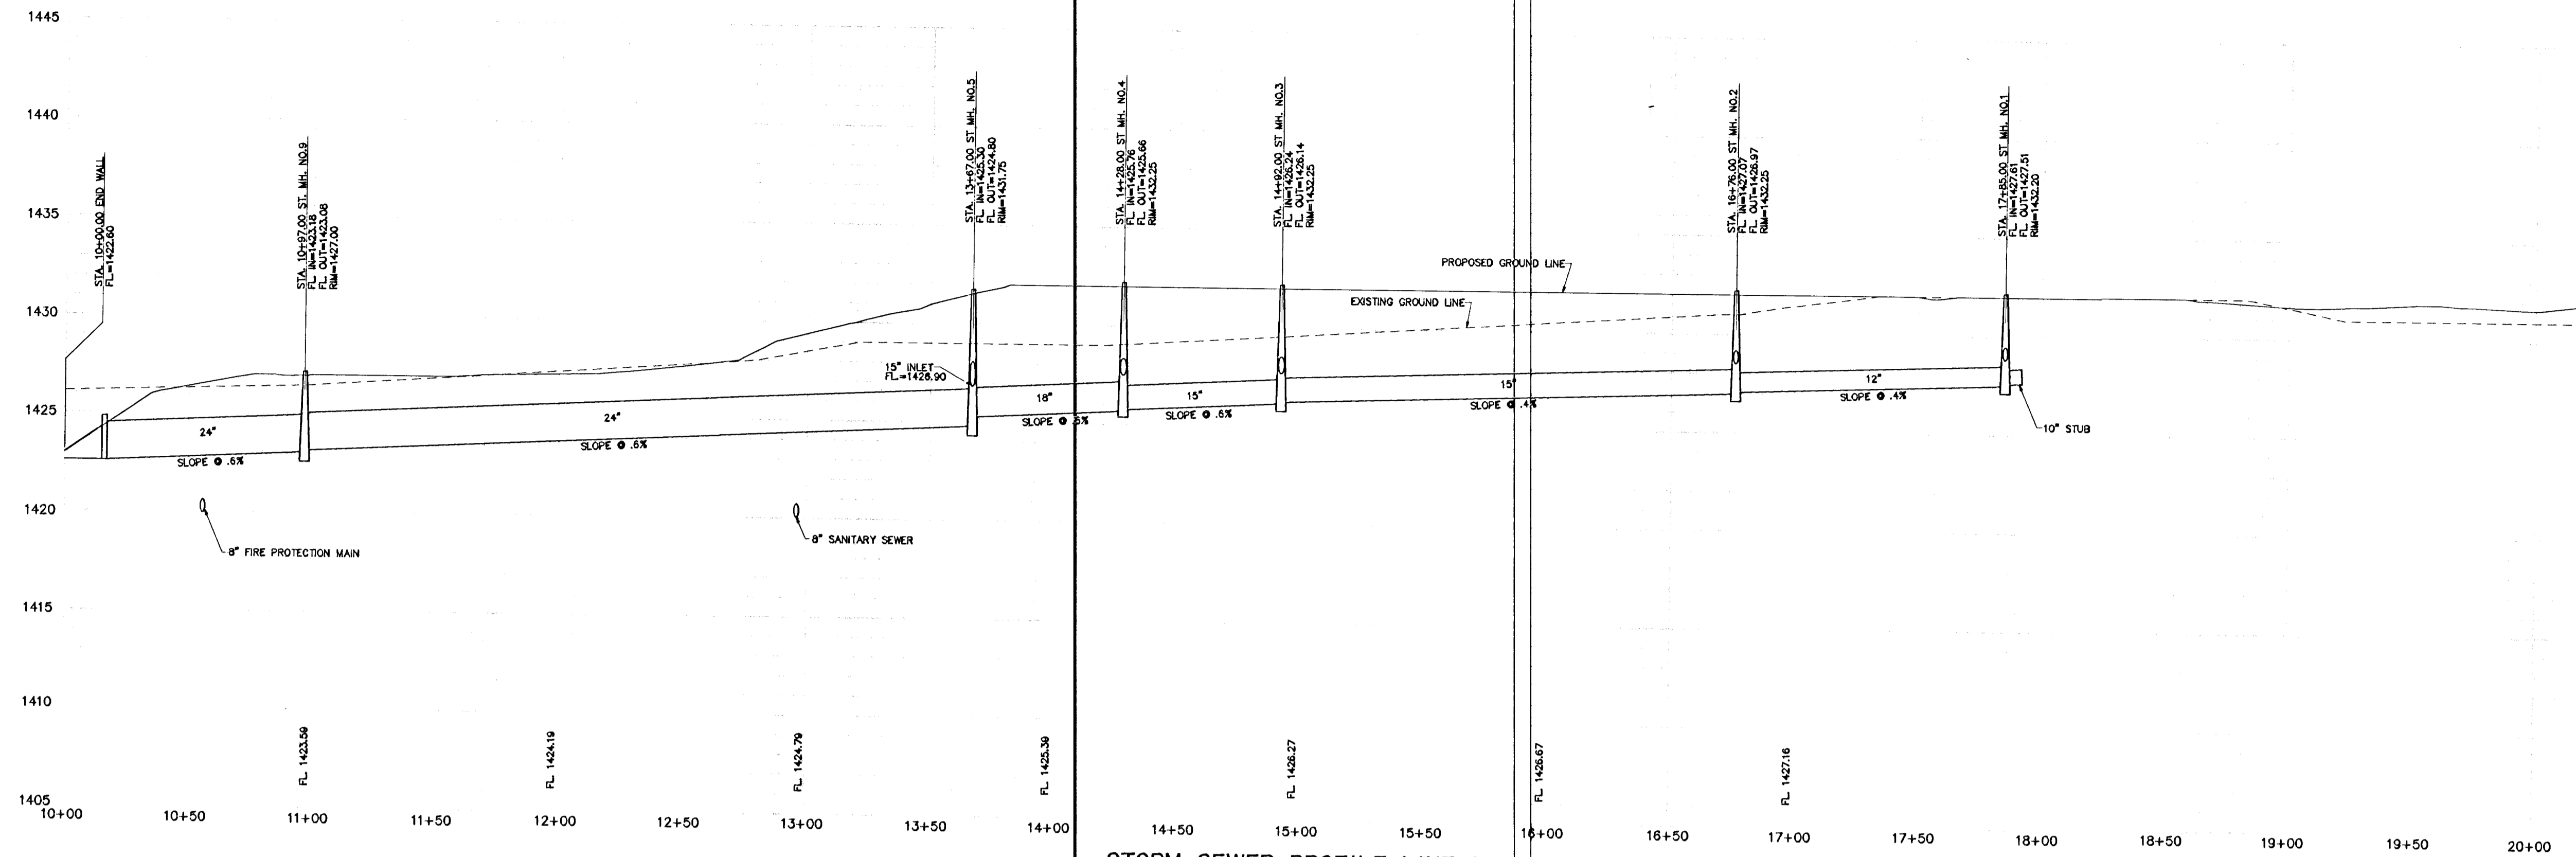 1445
1440
1435
1430
1425
1420
1415
1410
1405
STA. 10+00.00 END WALL
FL=1422.60
STA. 10+97.00 ST. MH. NO.9
FL IN=1423.18
FL OUT=1423.08
RIM=1427.00
STA. 13+67.00 ST MH. NO.5
FL IN=1425.30
FL OUT=1424.80
RIM=1431.75
STA. 14+28.00 ST MH. NO.4
FL IN=1425.76
FL OUT=1425.66
RIM=1432.25
STA. 14+92.00 ST MH. NO.3
FL IN=1426.24
FL OUT=1426.14
RIM=1432.25
STA. 16+76.00 ST MH. NO.2
FL IN=1427.07
FL OUT=1426.97
RIM=1432.25
STA. 17+85.00 ST MH. NO.1
FL IN=1427.61
FL OUT=1427.51
RIM=1432.20
PROPOSED GROUND LINE
EXISTING GROUND LINE
15" INLET
FL=1426.90
24"
SLOPE @ .6%
24"
SLOPE @ .6%
18"
SLOPE @ .6%
15"
SLOPE @ .6%
15"
SLOPE @ .4%
12"
SLOPE @ .4%
10" STUB
8" FIRE PROTECTION MAIN
8" SANITARY SEWER
FL 1423.59
FL 1424.19
FL 1424.79
FL 1425.39
FL 1426.27
FL 1426.67
FL 1427.16
10+00
10+50
11+00
11+50
12+00
12+50
13+00
13+50
14+00
14+50
15+00
15+50
16+00
16+50
17+00
17+50
18+00
18+50
19+00
19+50
20+00